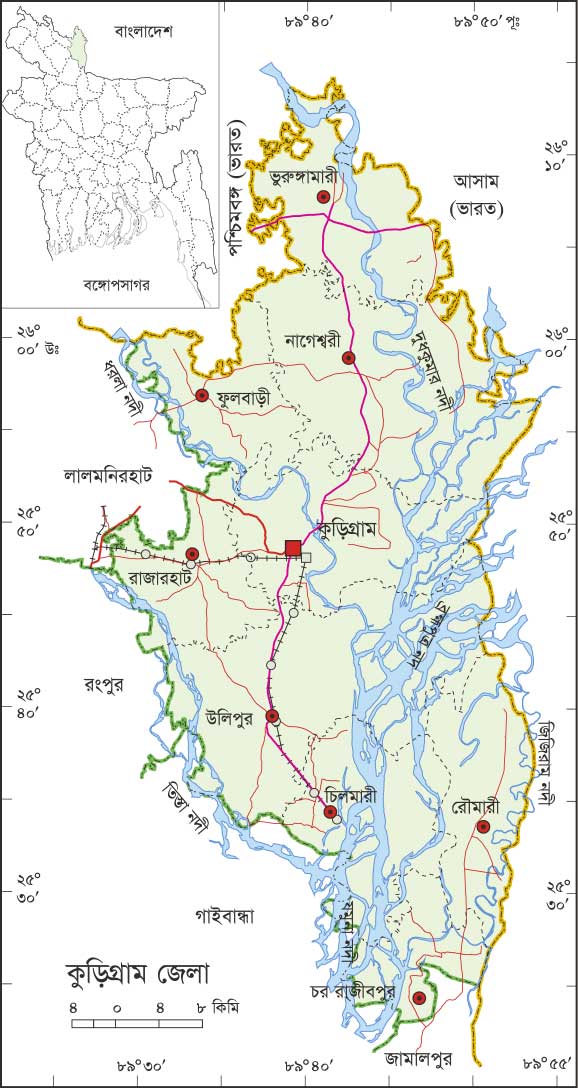 ৮৯°৪০′
৮৯°৫০′ পূঃ
বাংলাদেশ
বঙ্গোপসাগর
পশ্চিমবঙ্গ (ভারত)
ভুরুঙ্গামারী
আসাম
(ভারত)
২৬°
১০′
২৬°
০০′ উঃ
নাগেশ্বরী
দুধকুমার নদী
২৬°
০০′
ধরলা নদী
ফুলবাড়ী
লালমনিরহাট
২৫°
৫০′
কুড়িগ্রাম
২৫°
৫০′
রাজারহাট
ব্রহ্মপুত্র নদ
রংপুর
২৫°
৪০′
উলিপুর
জিঞ্জিরাম নদী
তিস্তা নদী
চিলমারী
রৌমারী
২৫°
৩০′
গাইবান্ধা
যমুনা নদী
২৫°
৩০′
কুড়িগ্রাম জেলা
চর রাজীবপুর
৪ ০ ৪ ৮ কিমি
জামালপুর
৮৯°৩০′
৮৯°৪০′
৮৯°৫৫′